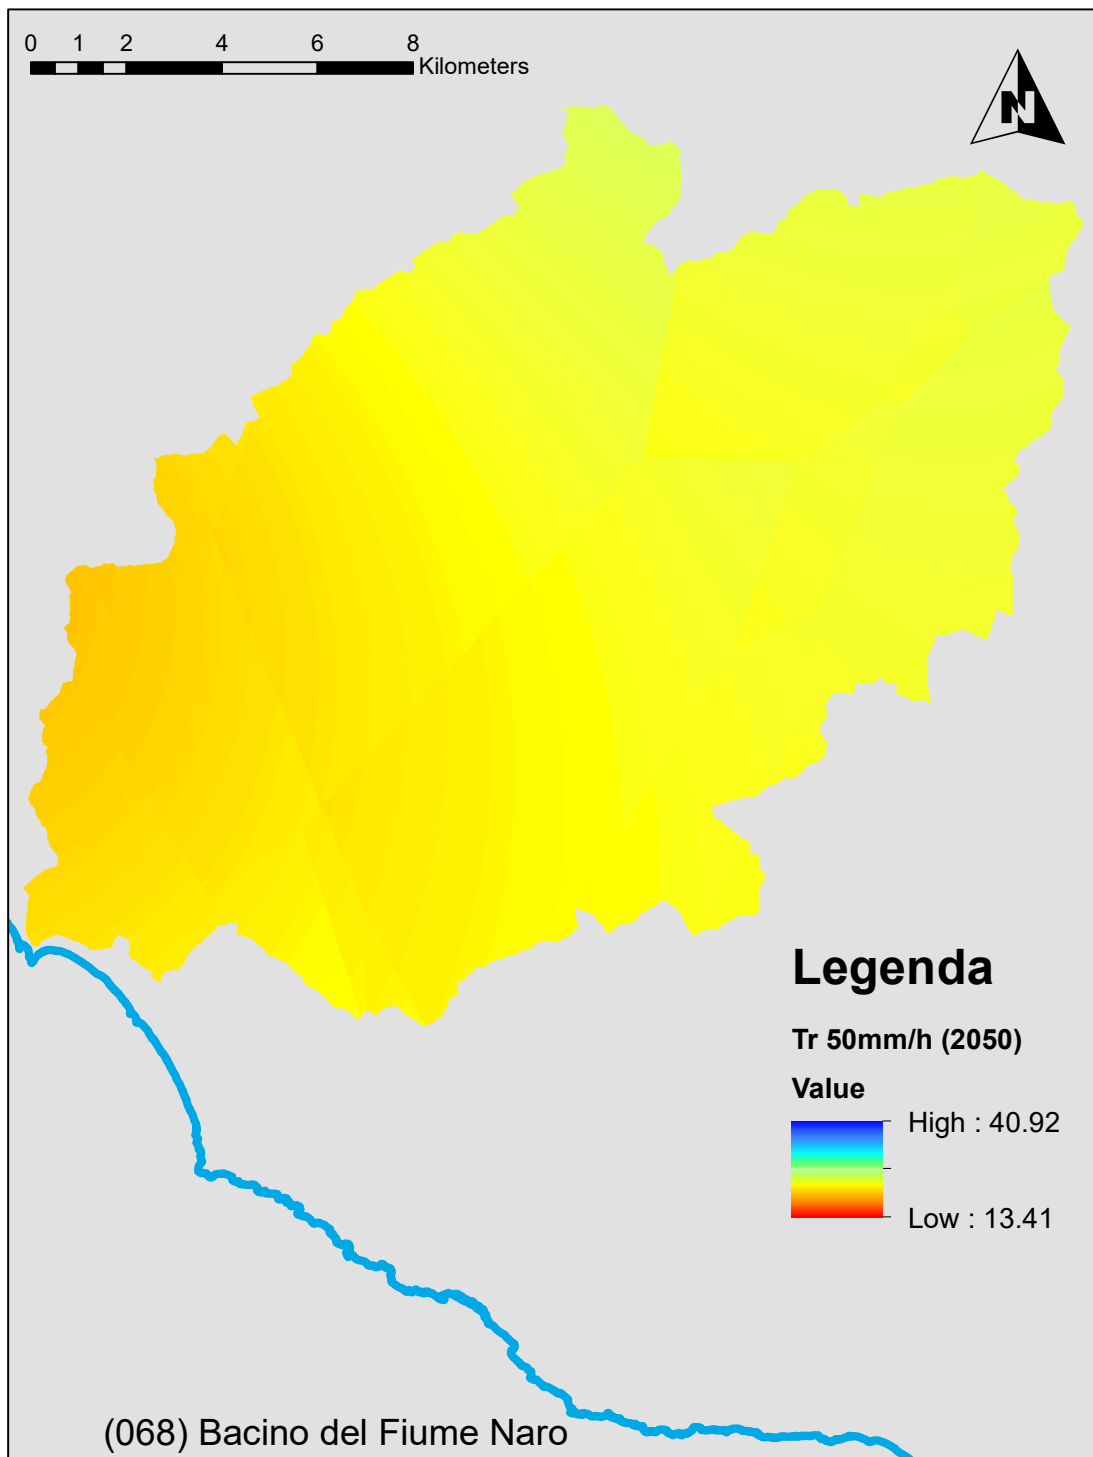 0 1 2 4 6 8
Kilometers
N
Legenda
Tr 50mm/h (2050)
Value
High : 40.92
Low : 13.41
(068) Bacino del Fiume Naro